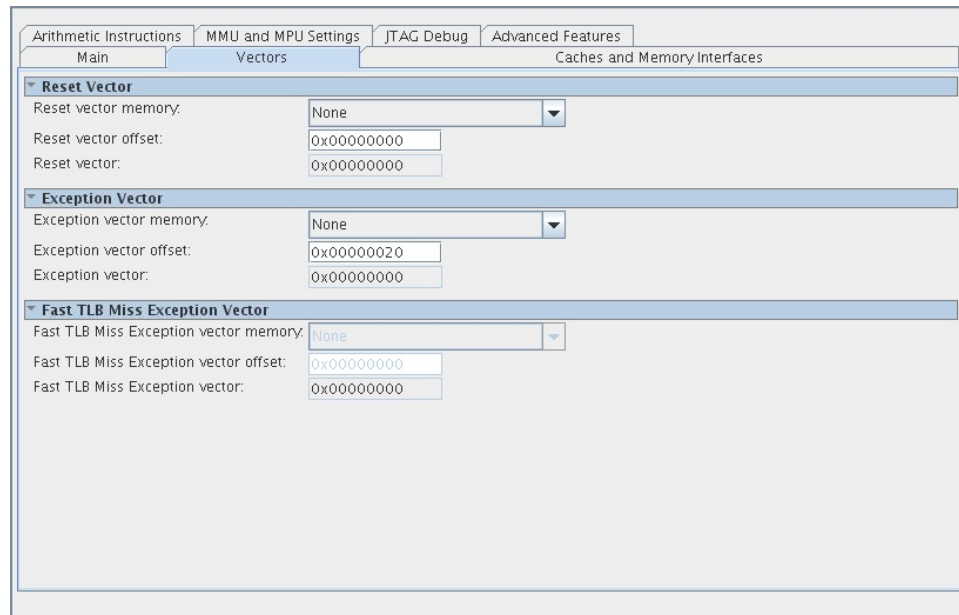 Arithmetic Instructions MMU and MPU Settings JTAG Debug Advanced Features
Main Vectors Caches and Memory Interfaces
Reset Vector
Reset vector memory: None
Reset vector offset: 0x00000000
Reset vector: 0x00000000
Exception Vector
Exception vector memory: None
Exception vector offset: 0x00000020
Exception vector: 0x00000000
Fast TLB Miss Exception Vector
Fast TLB Miss Exception vector memory: None
Fast TLB Miss Exception vector offset: 0x00000000
Fast TLB Miss Exception vector: 0x00000000